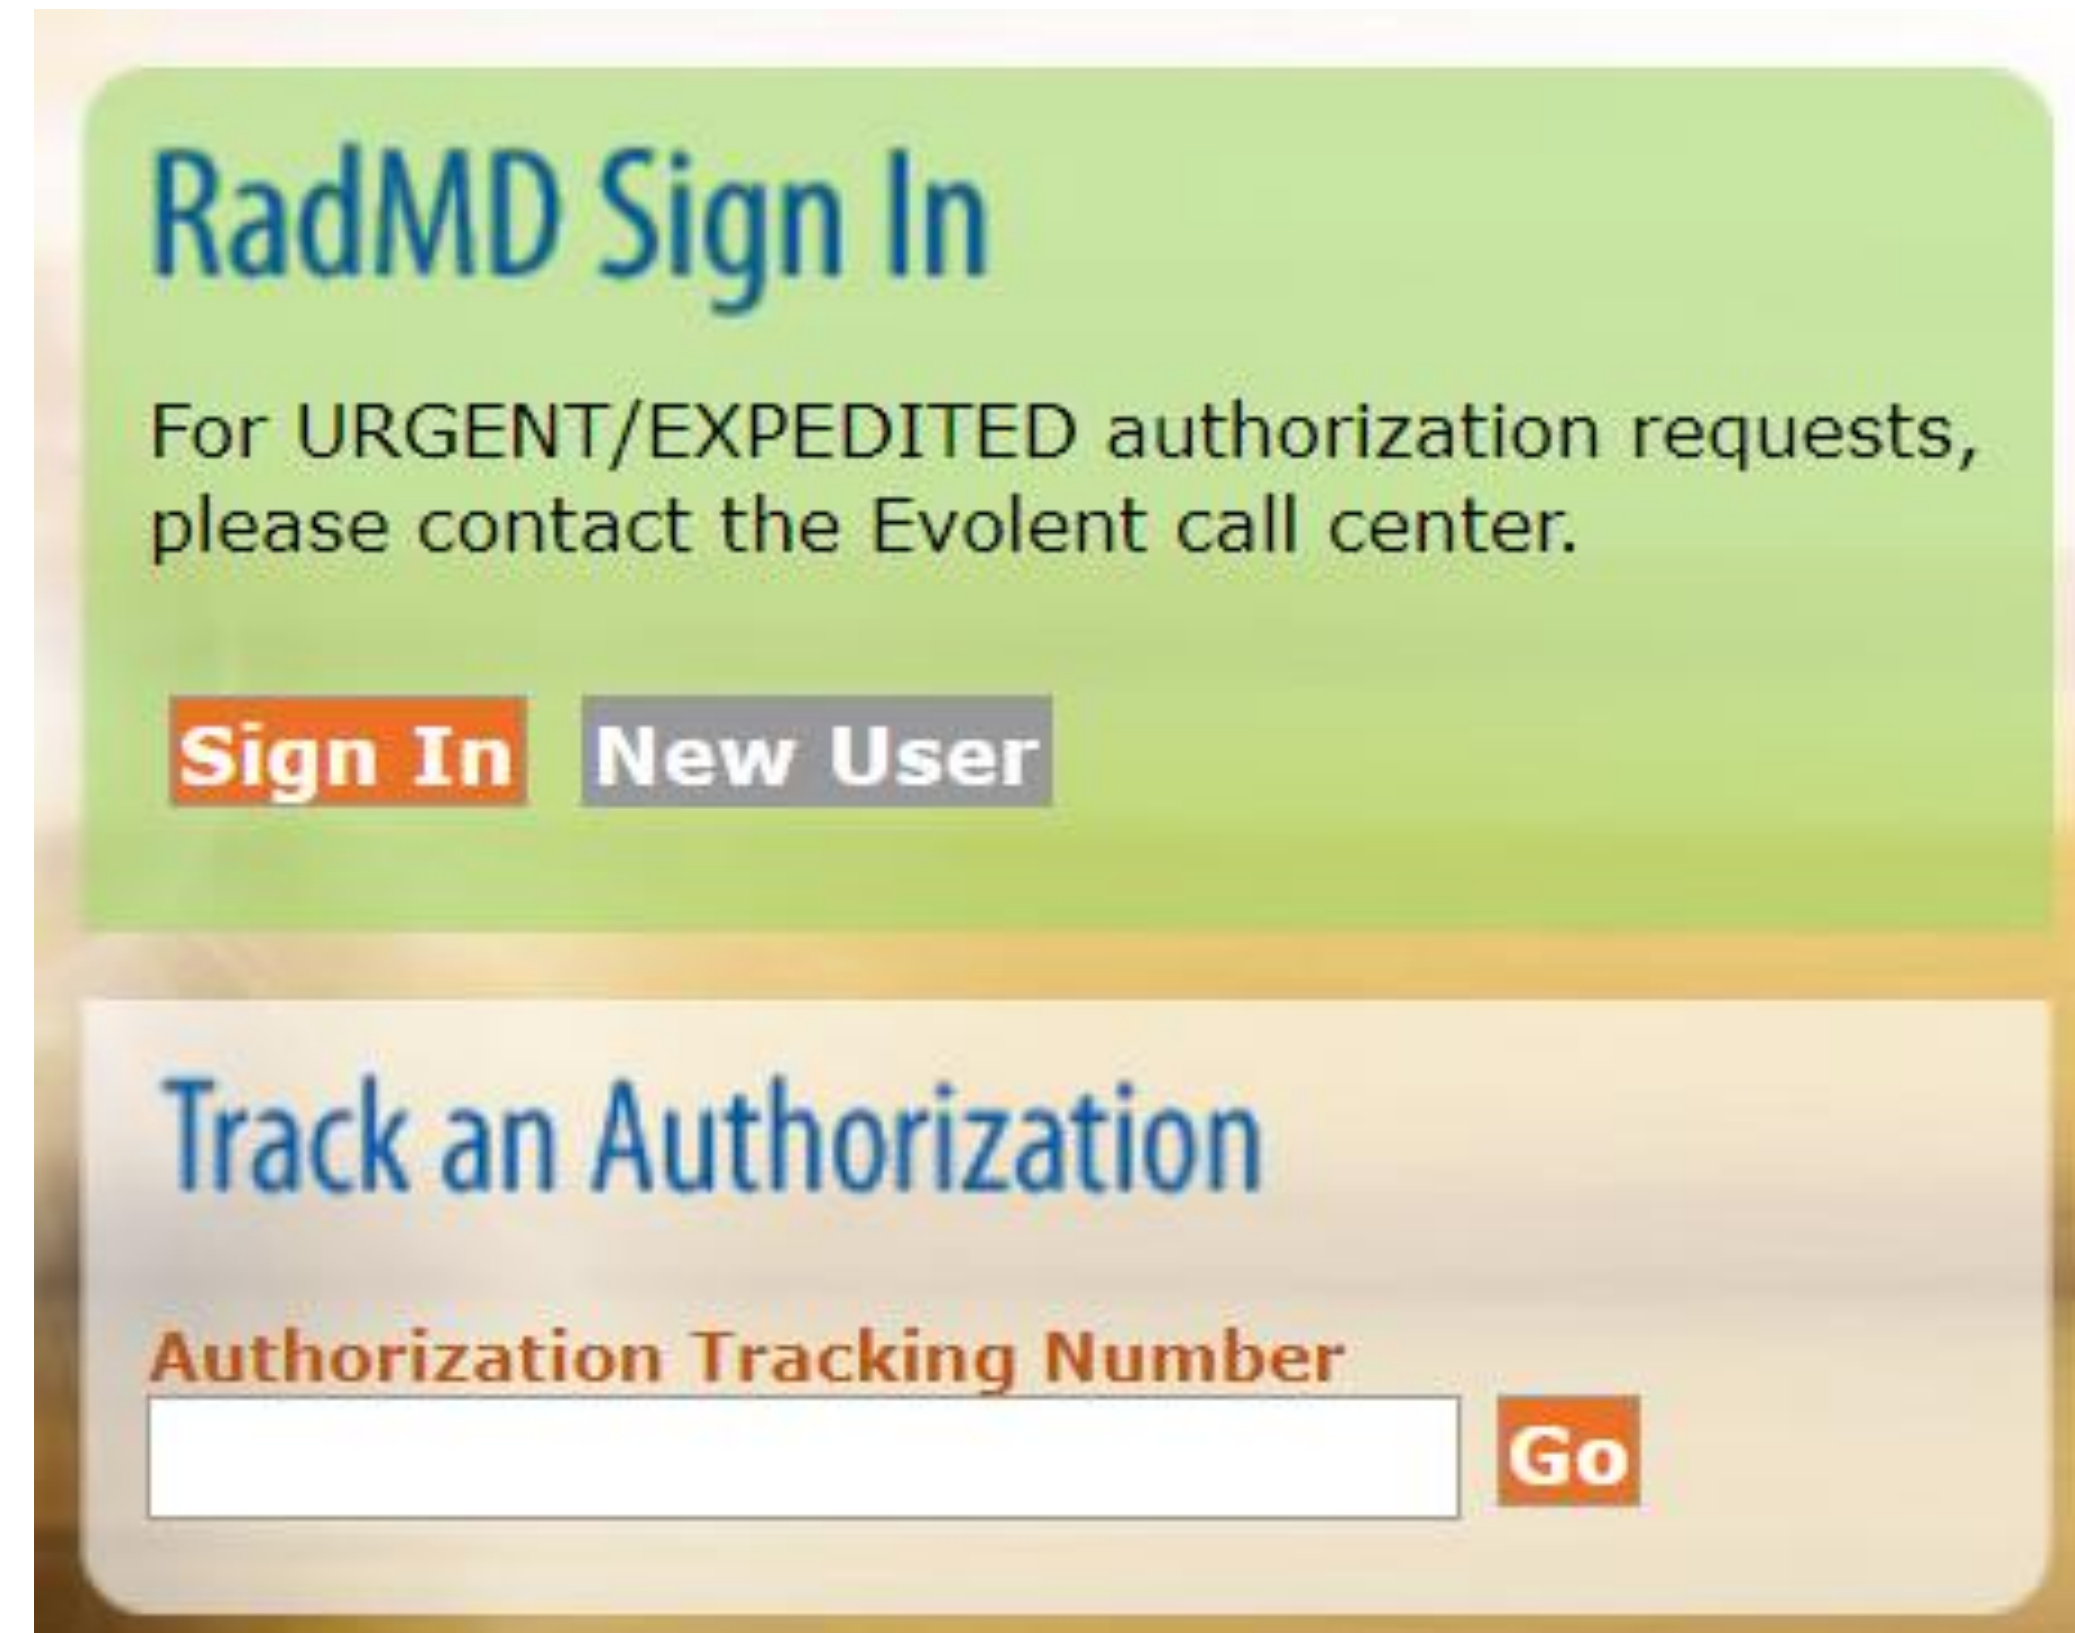 RadMD Sign In
For URGENT/EXPEDITED authorization requests,
please contact the Evolent call center.
Sign In New User
Track an Authorization
Authorization Tracking Number
Go